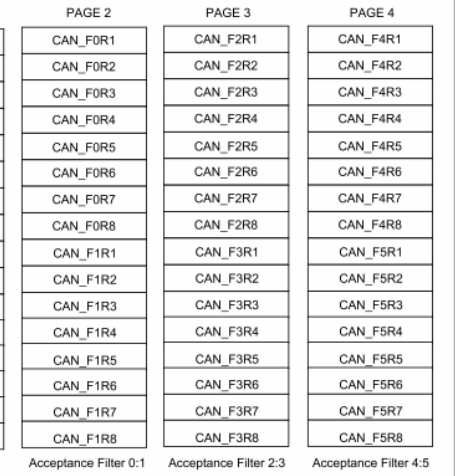 PAGE 2 PAGE 3 PAGE 4
CAN_F0R1 CAN_F2R1 CAN_F4R1
CAN_F0R2 CAN_F2R2 CAN_F4R2
CAN_F0R3 CAN_F2R3 CAN_F4R3
CAN_F0R4 CAN_F2R4 CAN_F4R4
CAN_F0R5 CAN_F2R5 CAN_F4R5
CAN_F0R6 CAN_F2R6 CAN_F4R6
CAN_F0R7 CAN_F2R7 CAN_F4R7
CAN_F0R8 CAN_F2R8 CAN_F4R8
CAN_F1R1 CAN_F3R1 CAN_F5R1
CAN_F1R2 CAN_F3R2 CAN_F5R2
CAN_F1R3 CAN_F3R3 CAN_F5R3
CAN_F1R4 CAN_F3R4 CAN_F5R4
CAN_F1R5 CAN_F3R5 CAN_F5R5
CAN_F1R6 CAN_F3R6 CAN_F5R6
CAN_F1R7 CAN_F3R7 CAN_F5R7
CAN_F1R8 CAN_F3R8 CAN_F5R8
Acceptance Filter 0:1 Acceptance Filter 2:3 Acceptance Filter 4:5